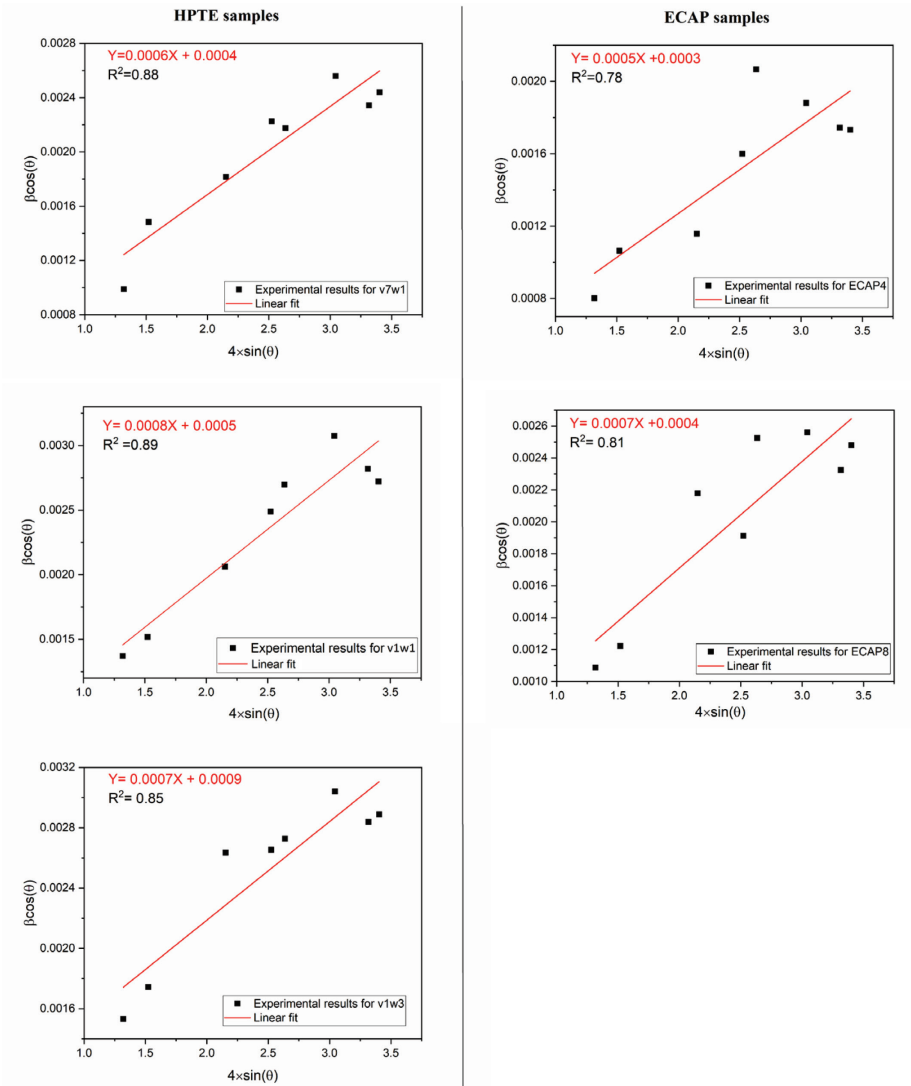 HPTE samples
ECAP samples
Y=0.0006X + 0.0004
R²=0.88
0.0028
0.0024
0.0020
0.0016
0.0012
0.0008
βcos(θ)
Experimental results for v7w1
Linear fit
1.0 1.5 2.0 2.5 3.0 3.5
4×sin(θ)
Y= 0.0005X +0.0003
R²=0.78
0.0020
0.0016
0.0012
0.0008
βcos(θ)
Experimental results for ECAP4
Linear fit
1.0 1.5 2.0 2.5 3.0 3.5
4×sin(θ)
Y= 0.0008X + 0.0005
R² =0.89
0.0030
0.0025
0.0020
0.0015
βcos(θ)
Experimental results for v1w1
Linear fit
1.0 1.5 2.0 2.5 3.0 3.5
4×sin(θ)
Y= 0.0007X +0.0004
R²= 0.81
0.0026
0.0024
0.0022
0.0020
0.0018
0.0016
0.0014
0.0012
0.0010
βcos(θ)
Experimental results for ECAP8
Linear fit
1.0 1.5 2.0 2.5 3.0 3.5
4×sin(θ)
Y= 0.0007X + 0.0009
R²= 0.85
0.0032
0.0028
0.0024
0.0020
0.0016
βcos(θ)
Experimental results for v1w3
Linear fit
1.0 1.5 2.0 2.5 3.0 3.5
4×sin(θ)